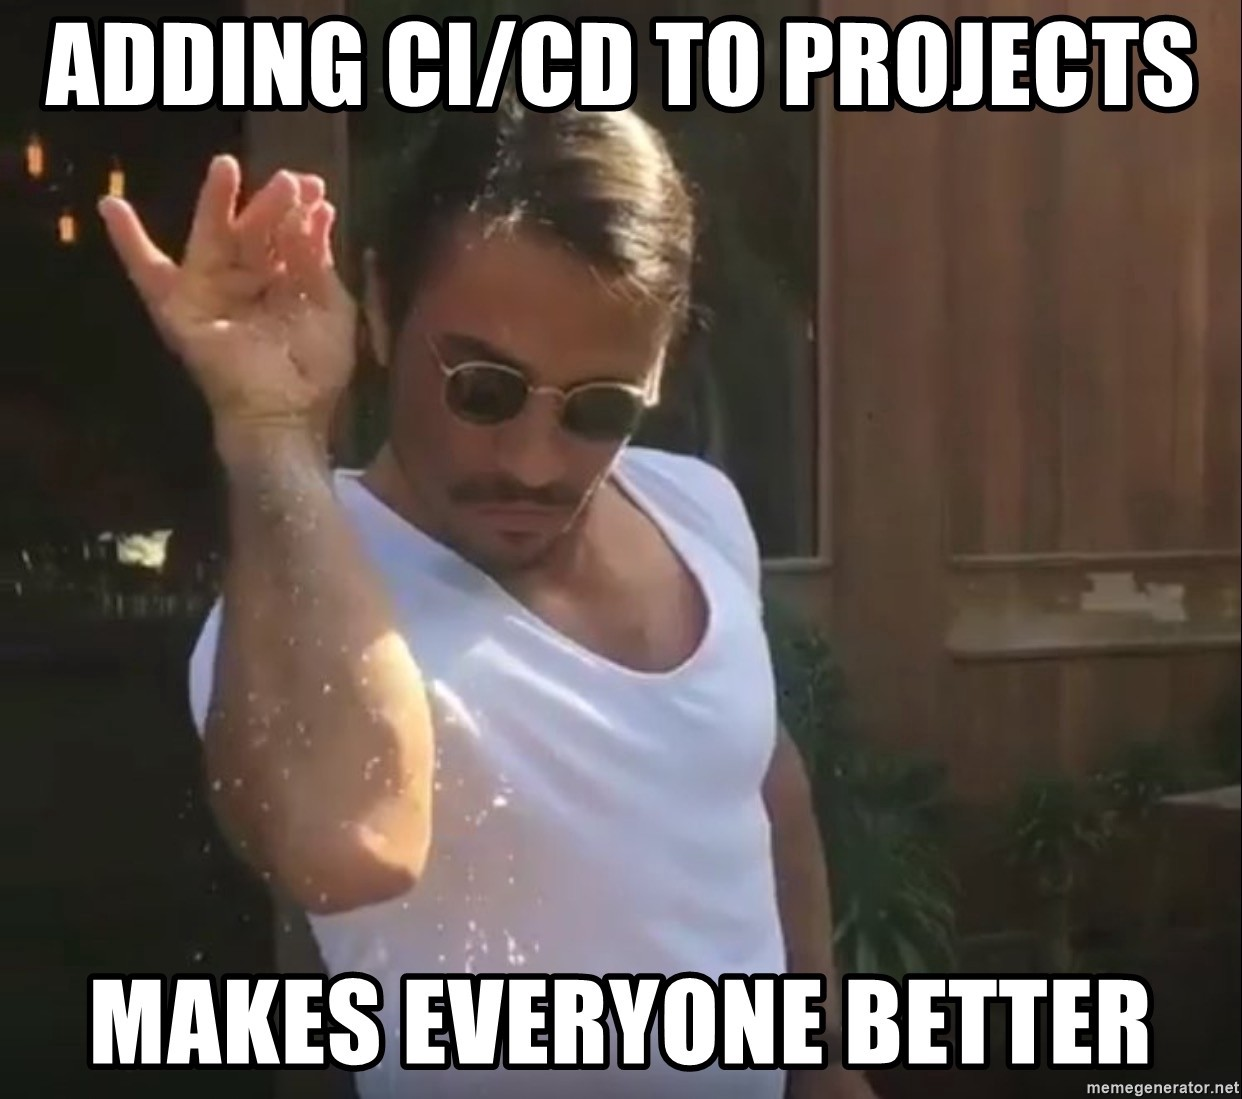 ADDING CI/CD TO PROJECTS
MAKES EVERYONE BETTER
memegenerator.net